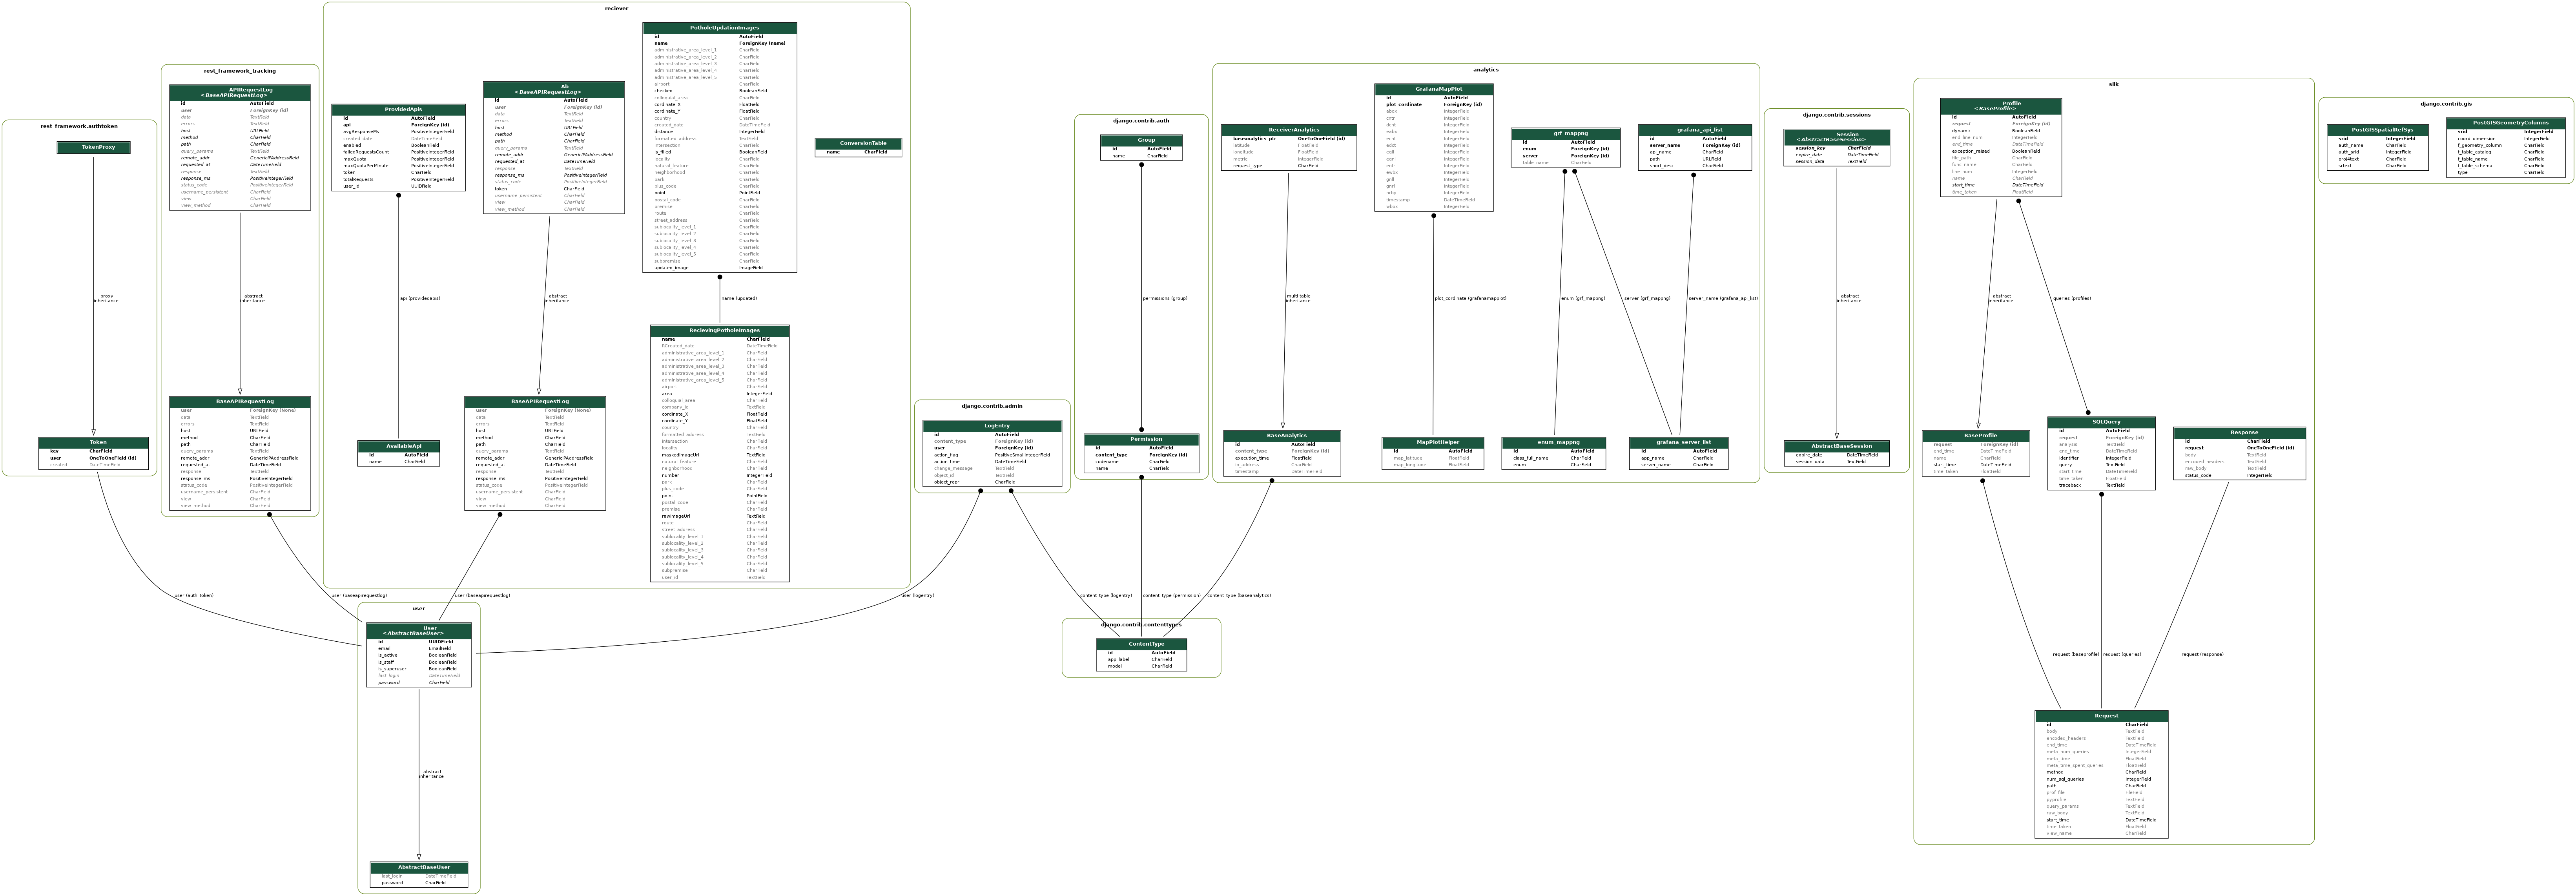 rest_framework.authtoken
TokenProxy
proxy
inheritance
Token
key CharField
user OneToOneField (id)
created DateTimeField
user (auth_token)
rest_framework_tracking
APIRequestLog
<BaseAPIRequestLog>
id AutoField
user ForeignKey (id)
data TextField
errors TextField
host URLField
method CharField
path CharField
query_params TextField
remote_addr GenericIPAddressField
requested_at DateTimeField
response TextField
response_ms PositiveIntegerField
status_code PositiveIntegerField
username_persistent CharField
view CharField
view_method CharField
abstract
inheritance
BaseAPIRequestLog
user ForeignKey (None)
data TextField
errors TextField
host URLField
method CharField
path CharField
query_params TextField
remote_addr GenericIPAddressField
requested_at DateTimeField
response TextField
response_ms PositiveIntegerField
status_code PositiveIntegerField
username_persistent CharField
view CharField
view_method CharField
user (baseapirequestlog)
reciever
ProvidedApis
id AutoField
api ForeignKey (id)
avgResponseMs PositiveIntegerField
created_date DateTimeField
enabled BooleanField
failedRequestsCount PositiveIntegerField
maxQuota PositiveIntegerField
maxQuotaPerMinute PositiveIntegerField
token CharField
totalRequests PositiveIntegerField
user_id UUIDField
api (providedapis)
AvailableApi
id AutoField
name CharField
Ab
<BaseAPIRequestLog>
id AutoField
user ForeignKey (id)
data TextField
errors TextField
host URLField
method CharField
path CharField
query_params TextField
remote_addr GenericIPAddressField
requested_at DateTimeField
response TextField
response_ms PositiveIntegerField
status_code PositiveIntegerField
token CharField
username_persistent CharField
view CharField
view_method CharField
abstract
inheritance
BaseAPIRequestLog
user ForeignKey (None)
data TextField
errors TextField
host URLField
method CharField
path CharField
query_params TextField
remote_addr GenericIPAddressField
requested_at DateTimeField
response TextField
response_ms PositiveIntegerField
status_code PositiveIntegerField
username_persistent CharField
view CharField
view_method CharField
user (baseapirequestlog)
PotholeUpdationImages
id AutoField
name ForeignKey (name)
administrative_area_level_1 CharField
administrative_area_level_2 CharField
administrative_area_level_3 CharField
administrative_area_level_4 CharField
administrative_area_level_5 CharField
airport CharField
checked BooleanField
colloquial_area CharField
cordinate_X FloatField
cordinate_Y FloatField
country CharField
created_date DateTimeField
distance IntegerField
formatted_address TextField
intersection CharField
is_filled BooleanField
locality CharField
natural_feature CharField
neighborhood CharField
park CharField
plus_code CharField
point PointField
postal_code CharField
premise CharField
route CharField
street_address CharField
sublocality_level_1 CharField
sublocality_level_2 CharField
sublocality_level_3 CharField
sublocality_level_4 CharField
sublocality_level_5 CharField
subpremise CharField
updated_image ImageField
name (updated)
RecievingPotholeImages
name CharField
RCreated_date DateTimeField
administrative_area_level_1 CharField
administrative_area_level_2 CharField
administrative_area_level_3 CharField
administrative_area_level_4 CharField
administrative_area_level_5 CharField
airport CharField
area IntegerField
colloquial_area CharField
company_id TextField
cordinate_X FloatField
cordinate_Y FloatField
country CharField
formatted_address TextField
intersection CharField
locality CharField
maskedImageUrl TextField
natural_feature CharField
neighborhood CharField
number IntegerField
park CharField
plus_code CharField
point PointField
postal_code CharField
premise CharField
rawImageUrl TextField
route CharField
street_address CharField
sublocality_level_1 CharField
sublocality_level_2 CharField
sublocality_level_3 CharField
sublocality_level_4 CharField
sublocality_level_5 CharField
subpremise CharField
user_id TextField
ConversionTable
name CharField
user
User
<AbstractBaseUser>
id UUIDField
email EmailField
is_active BooleanField
is_staff BooleanField
is_superuser BooleanField
last_login DateTimeField
password CharField
abstract
inheritance
AbstractBaseUser
last_login DateTimeField
password CharField
django.contrib.admin
LogEntry
id AutoField
content_type ForeignKey (id)
user ForeignKey (id)
action_flag PositiveSmallIntegerField
action_time DateTimeField
change_message TextField
object_id TextField
object_repr CharField
user (logentry)
content_type (logentry)
django.contrib.auth
Group
id AutoField
name CharField
permissions (group)
Permission
id AutoField
content_type ForeignKey (id)
codename CharField
name CharField
content_type (permission)
django.contrib.contenttypes
ContentType
id AutoField
app_label CharField
model CharField
analytics
ReceiverAnalytics
baseanalytics_ptr OneToOneField (id)
latitude FloatField
longitude FloatField
metric IntegerField
request_type CharField
multi-table
inheritance
BaseAnalytics
id AutoField
content_type ForeignKey (id)
execution_time FloatField
ip_address CharField
timestamp DateTimeField
content_type (baseanalytics)
GrafanaMapPlot
id AutoField
plot_cordinate ForeignKey (id)
IntegerField
IntegerField
IntegerField
IntegerField
IntegerField
IntegerField
IntegerField
IntegerField
IntegerField
IntegerField
IntegerField
IntegerField
IntegerField
timestamp DateTimeField
wbox IntegerField
plot_cordinate (grafanamapplot)
MapPlotHelper
id AutoField
map_latitude FloatField
map_longitude FloatField
grf_mappng
id AutoField
enum ForeignKey (id)
server ForeignKey (id)
table_name CharField
enum (grf_mappng)
server (grf_mappng)
enum_mappng
id AutoField
class_full_name CharField
enum CharField
grafana_api_list
id AutoField
server_name ForeignKey (id)
api_name CharField
path URLField
short_desc CharField
server_name (grafana_api_list)
grafana_server_list
id AutoField
app_name CharField
server_name CharField
django.contrib.sessions
Session
<AbstractBaseSession>
session_key CharField
expire_date DateTimeField
session_data TextField
abstract
inheritance
AbstractBaseSession
expire_date DateTimeField
session_data TextField
silk
Profile
<BaseProfile>
id AutoField
request ForeignKey (id)
dynamic BooleanField
end_line_num IntegerField
end_time DateTimeField
exception_raised BooleanField
file_path CharField
func_name CharField
line_num IntegerField
name CharField
start_time DateTimeField
time_taken FloatField
abstract
inheritance
queries (profiles)
BaseProfile
request ForeignKey (id)
end_time DateTimeField
name CharField
start_time DateTimeField
time_taken FloatField
SQLQuery
id AutoField
request ForeignKey (id)
analysis TextField
end_time DateTimeField
identifier IntegerField
query TextField
start_time DateTimeField
time_taken FloatField
traceback TextField
Response
id CharField
request OneToOneField (id)
body TextField
encoded_headers TextField
raw_body TextField
status_code IntegerField
request (baseprofile)
request (queries)
request (response)
Request
id CharField
body TextField
encoded_headers TextField
end_time DateTimeField
meta_num_queries IntegerField
meta_time FloatField
meta_time_spent_queries FloatField
method CharField
num_sql_queries IntegerField
path CharField
prof_file FileField
pyprofile TextField
query_params TextField
raw_body TextField
start_time DateTimeField
time_taken FloatField
view_name CharField
django.contrib.gis
PostGISSpatialRefSys
srid IntegerField
auth_name CharField
auth_srid IntegerField
proj4text CharField
srtext CharField
PostGISGeometryColumns
srid IntegerField
coord_dimension IntegerField
f_geometry_column CharField
f_table_catalog CharField
f_table_name CharField
f_table_schema CharField
type CharField